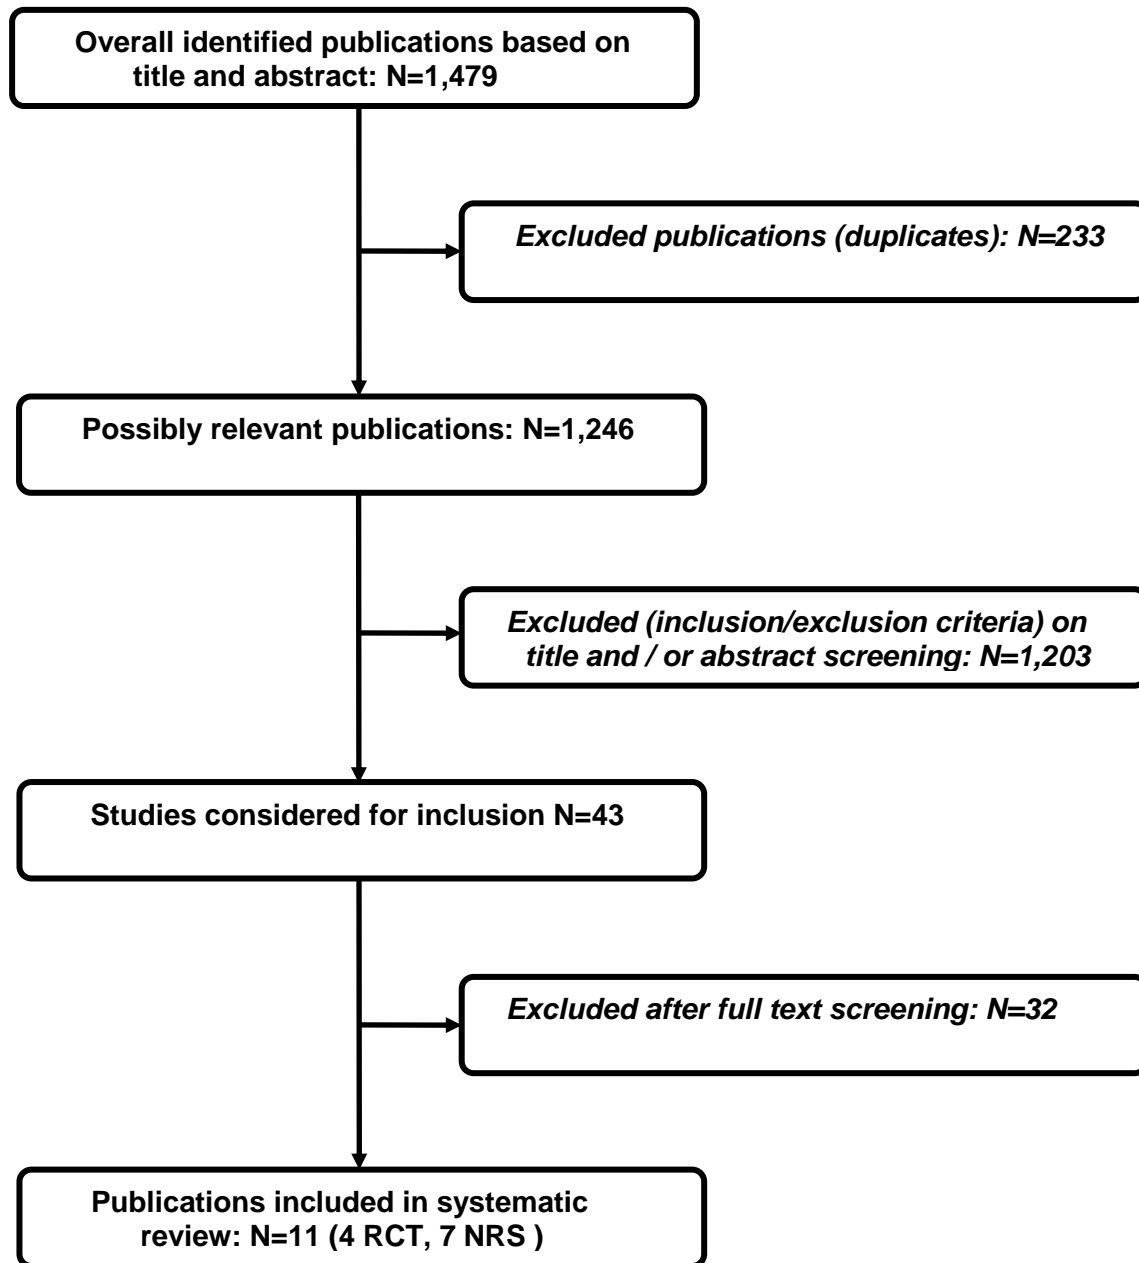 Overall identified publications based on
title and abstract: N=1,479
Excluded publications (duplicates): N=233
Possibly relevant publications: N=1,246
Excluded (inclusion/exclusion criteria) on
title and / or abstract screening: N=1,203
Studies considered for inclusion N=43
Excluded after full text screening: N=32
Publications included in systematic
review: N=11 (4 RCT, 7 NRS )